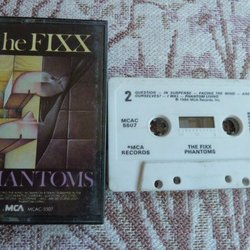 the FIXX
PHANTOMS
MCA
MCAC-5507
2
QUESTION - IN SUSPENSE - FACING THE WIND -
OURSELVES? - I WILL - PHANTOM LIVING
© 1984 MCA Records, Inc.
MCAC
5507
MCA
RECORDS
THE FIXX
PHANTOMS